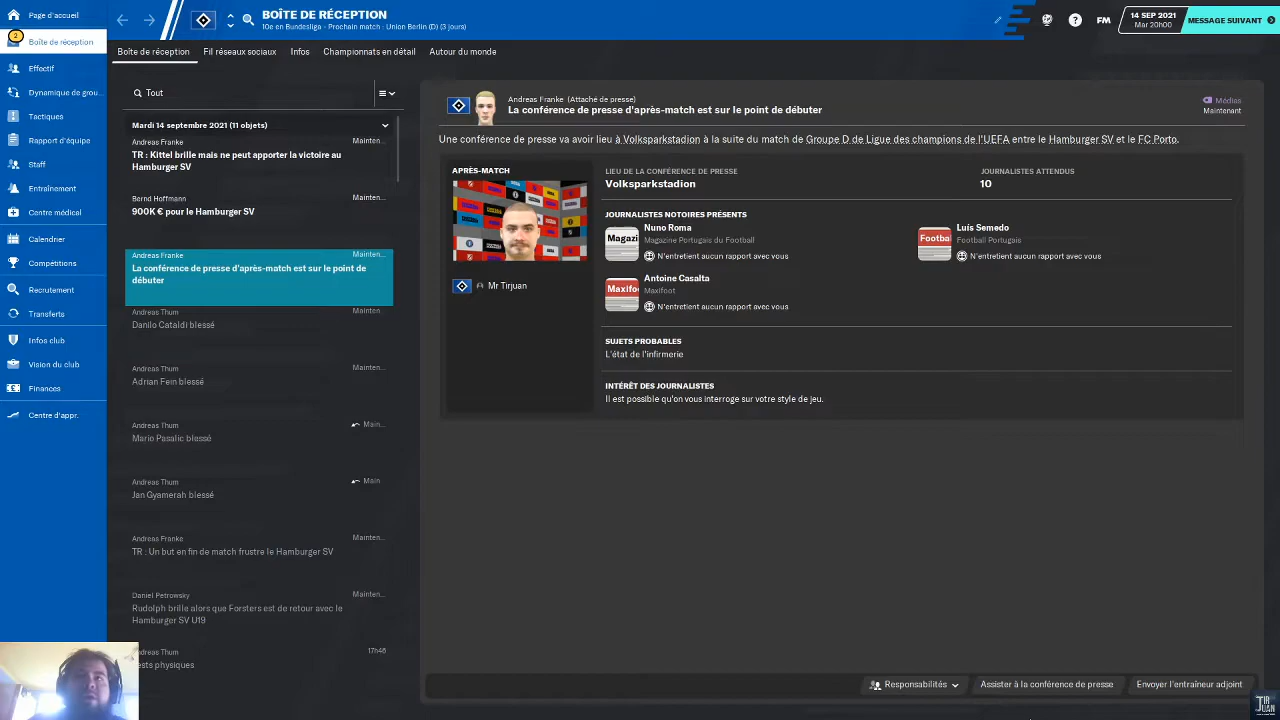 Page d'accueil
2
Boîte de réception
Effectif
Dynamique de grou...
Tactiques
Rapport d'équipe
Staff
Entraînement
Centre médical
Calendrier
Compétitions
Recrutement
Transferts
Infos club
Vision du club
Finances
Centre d'appr.
BOÎTE DE RÉCEPTION
10e en Bundesliga - Prochain match : Union Berlin (D) (3 jours)
FM
14 SEP 2021
Mar 20h00
MESSAGE SUIVANT
Boîte de réception
Fil réseaux sociaux
Infos
Championnats en détail
Autour du monde
Tout
Mardi 14 septembre 2021 (11 objets)
Andreas Franke Mainten...
TR : Kittel brille mais ne peut apporter la victoire au
Hamburger SV
Bernd Hoffmann Mainten...
900K € pour le Hamburger SV
Andreas Franke Mainten...
La conférence de presse d'après-match est sur le point de
débuter
Andreas Thum Mainten...
Danilo Cataldi blessé
Andreas Thum Mainten...
Adrian Fein blessé
Andreas Thum Main...
Mario Pasalic blessé
Andreas Thum Main
Jan Gyamerah blessé
Andreas Franke Mainten...
TR : Un but en fin de match frustre le Hamburger SV
Daniel Petrowsky Mainten...
Rudolph brille alors que Forsters est de retour avec le
Hamburger SV U19
dreas Thum 17h46
ests physiques
Andreas Franke (Attaché de presse)
La conférence de presse d'après-match est sur le point de débuter
Médias
Maintenant
Une conférence de presse va avoir lieu à Volksparkstadion à la suite du match de Groupe D de Ligue des champions de l'UEFA entre le Hamburger SV et le FC Porto.
APRÈS-MATCH
Mr Tirjuan
LIEU DE LA CONFÉRENCE DE PRESSE
Volksparkstadion
JOURNALISTES ATTENDUS
10
JOURNALISTES NOTOIRES PRÉSENTS
Magazi
Nuno Roma
Magazine Portugais du Football
N'entretient aucun rapport avec vous
Footba
Luís Semedo
Football Portugais
N'entretient aucun rapport avec vous
Maxifo
Antoine Casalta
Maxifoot
N'entretient aucun rapport avec vous
SUJETS PROBABLES
L'état de l'infirmerie
INTÉRÊT DES JOURNALISTES
Il est possible qu'on vous interroge sur votre style de jeu.
Responsabilités
Assister à la conférence de presse
Envoyer l'entraîneur adjoint
TIR
JUAN